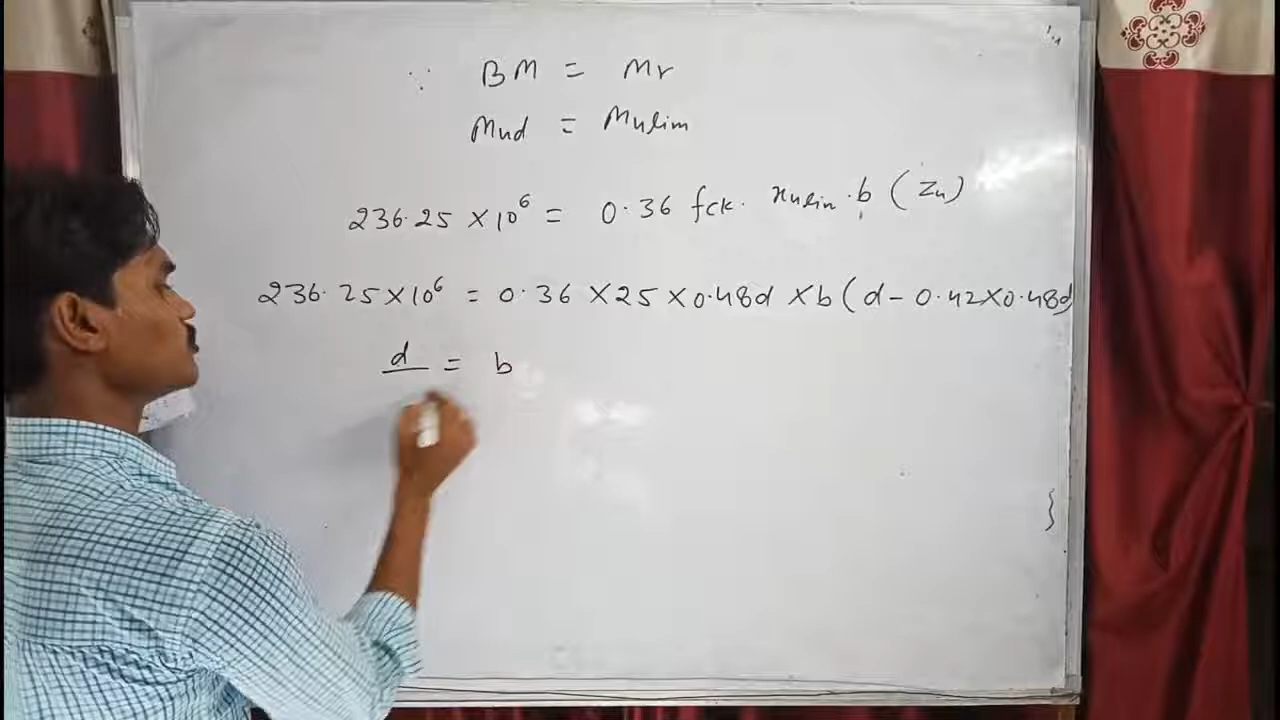 ∵ BM = Mr
Mud = Mulim
236.25 × 10⁶ = 0.36 fck. xulim.b (Zu)
236.25 × 10⁶ = 0.36 × 25 × 0.48d × b (d - 0.42 × 0.48d)
d/ = b
}